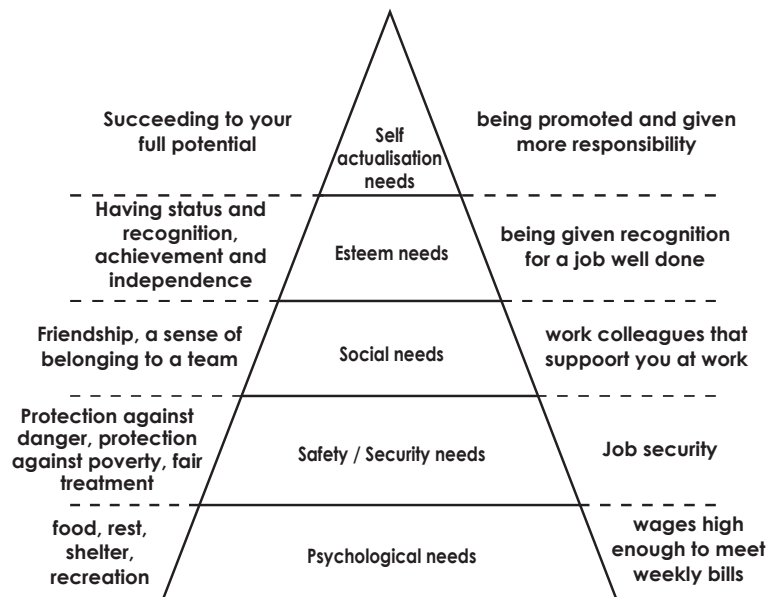 Succeeding to your
full potential
Self
actualisation
needs
being promoted and given
more responsibility
Having status and
recognition,
achievement and
independence
Esteem needs
being given recognition
for a job well done
Friendship, a sense of
belonging to a team
Social needs
work colleagues that
suppoort you at work
Protection against
danger, protection
against poverty, fair
treatment
Safety / Security needs
Job security
food, rest,
shelter,
recreation
Psychological needs
wages high
enough to meet
weekly bills